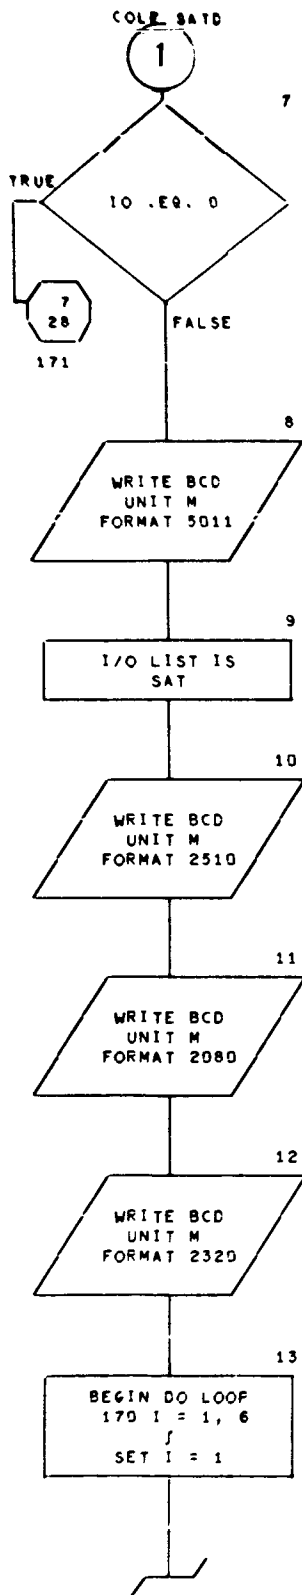 COLP SATD
1
7
IO .EQ. 0
TRUE
7
28
171
FALSE
8
WRITE BCD
UNIT M
FORMAT 5011
9
I/O LIST IS
SAT
10
WRITE BCD
UNIT M
FORMAT 2510
11
WRITE BCD
UNIT M
FORMAT 2080
12
WRITE BCD
UNIT M
FORMAT 2320
13
BEGIN DO LOOP
170 I = 1, 6
SET I = 1